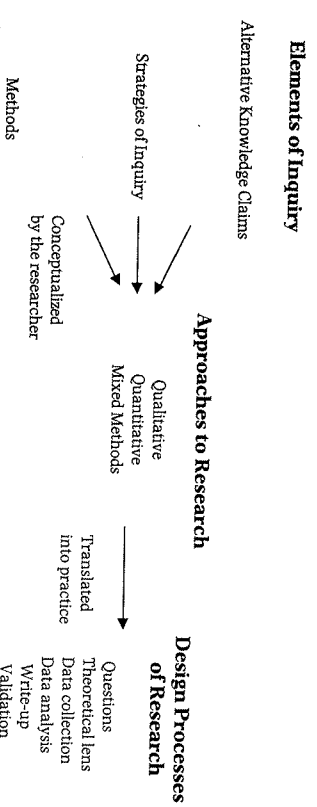 Elements of Inquiry
Alternative Knowledge Claims
Strategies of Inquiry
Methods
Conceptualized
by the researcher
Approaches to Research
Qualitative
Quantitative
Mixed Methods
Translated
into practice
Design Processes
of Research
Questions
Theoretical lens
Data collection
Data analysis
Write-up
Validation